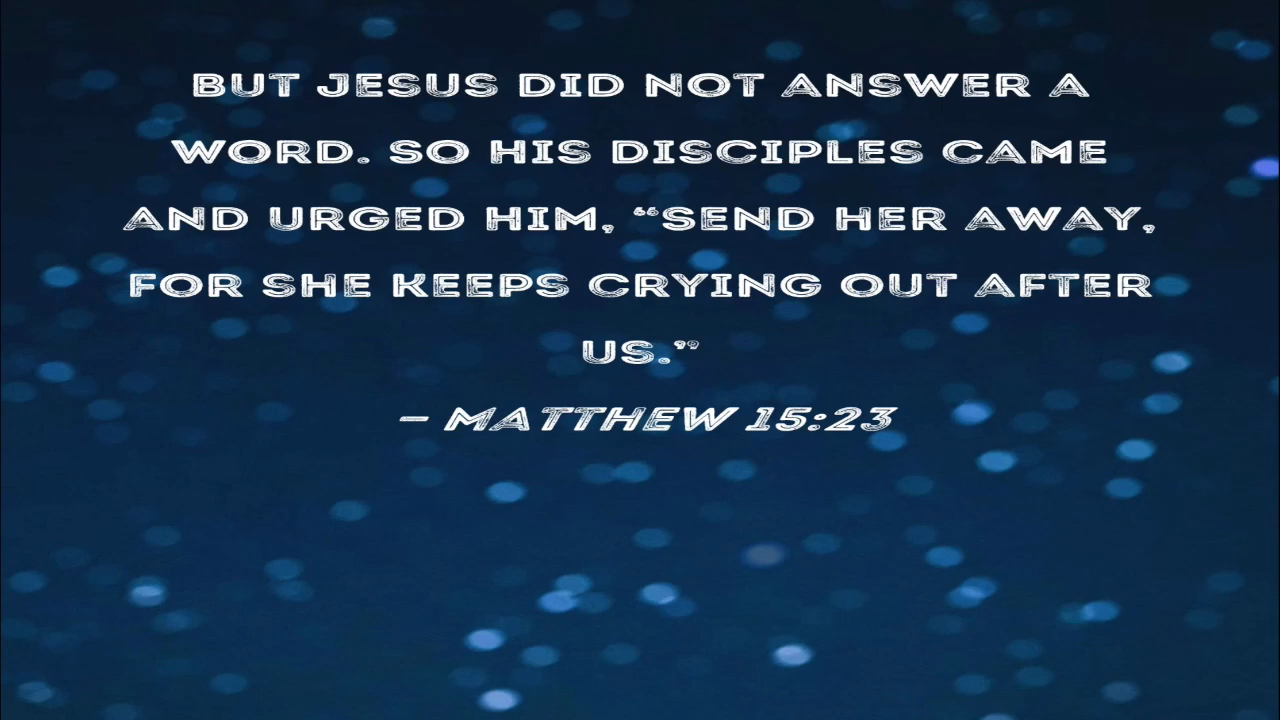 BUT JESUS DID NOT ANSWER A
WORD. SO HIS DISCIPLES CAME
AND URGED HIM, “SEND HER AWAY,
FOR SHE KEEPS CRYING OUT AFTER
US.”
– MATTHEW 15:23